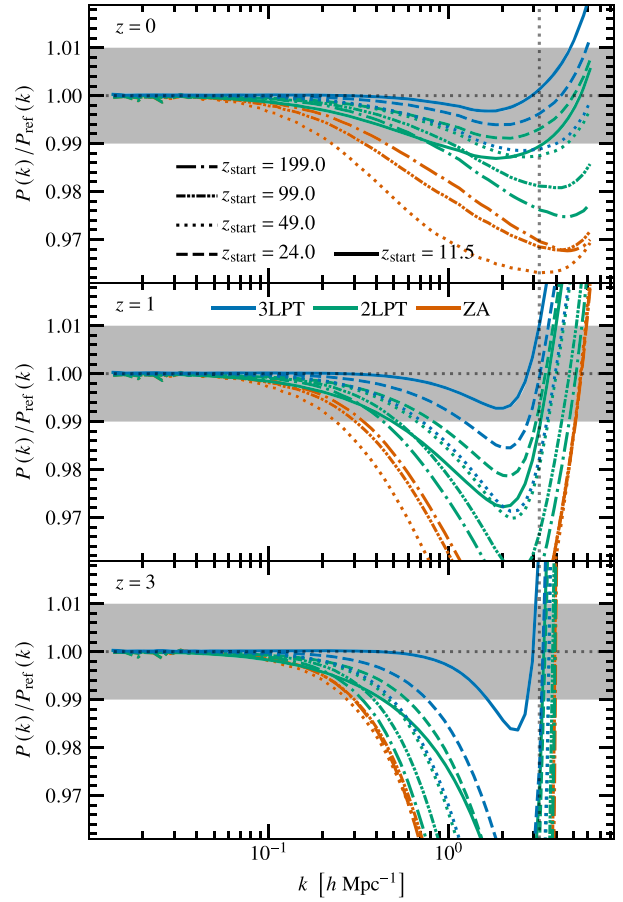 z = 0
1.01
1.00
0.99
0.98
0.97
P(k)/P_ref(k)
z_start = 199.0
z_start = 99.0
z_start = 49.0
z_start = 24.0 z_start = 11.5
z = 1
3LPT 2LPT ZA
1.01
1.00
0.99
0.98
0.97
P(k)/P_ref(k)
z = 3
1.01
1.00
0.99
0.98
0.97
P(k)/P_ref(k)
10⁻¹ 10⁰
k [h Mpc⁻¹]